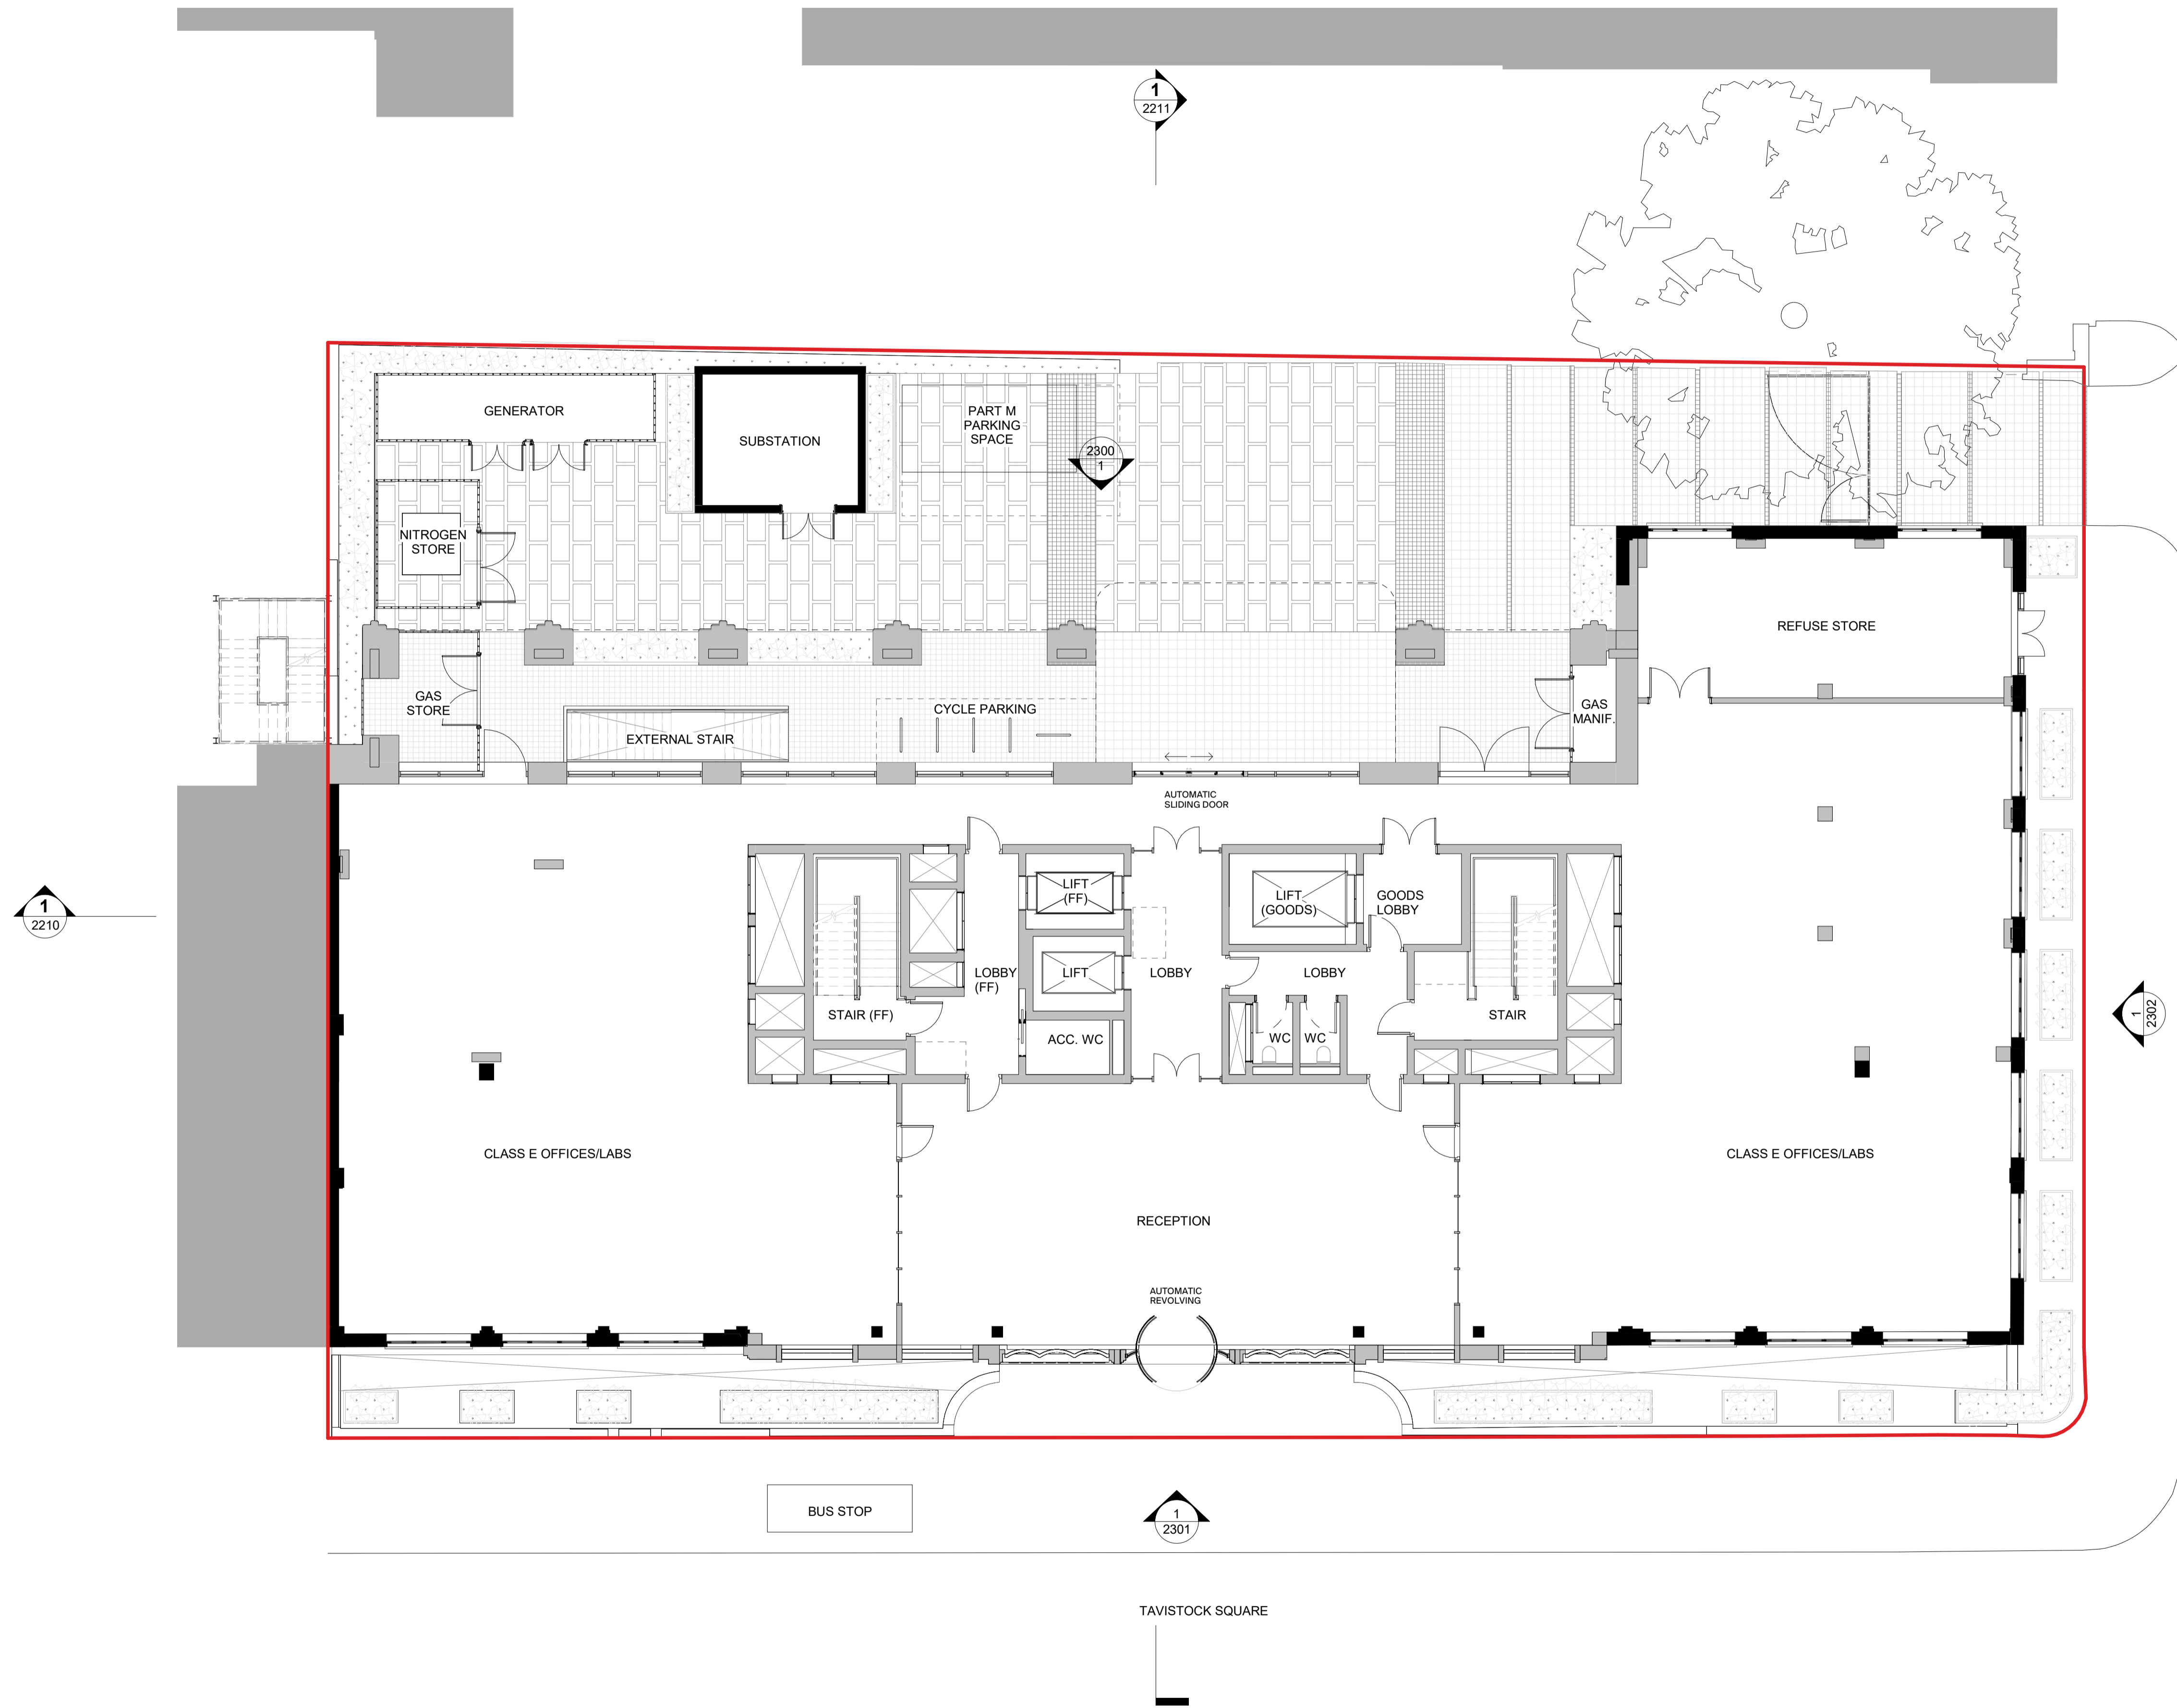 1
2211
GENERATOR
SUBSTATION
PART M
PARKING
SPACE
2300
1
NITROGEN
STORE
REFUSE STORE
GAS
STORE
EXTERNAL STAIR
CYCLE PARKING
GAS
MANIF.
AUTOMATIC
SLIDING DOOR
1
2210
LIFT
(FF)
LIFT
(GOODS)
GOODS
LOBBY
LOBBY
(FF)
LIFT
LOBBY
LOBBY
STAIR (FF)
ACC. WC
WC
WC
STAIR
1
2302
CLASS E OFFICES/LABS
CLASS E OFFICES/LABS
RECEPTION
AUTOMATIC
REVOLVING
BUS STOP
1
2301
TAVISTOCK SQUARE